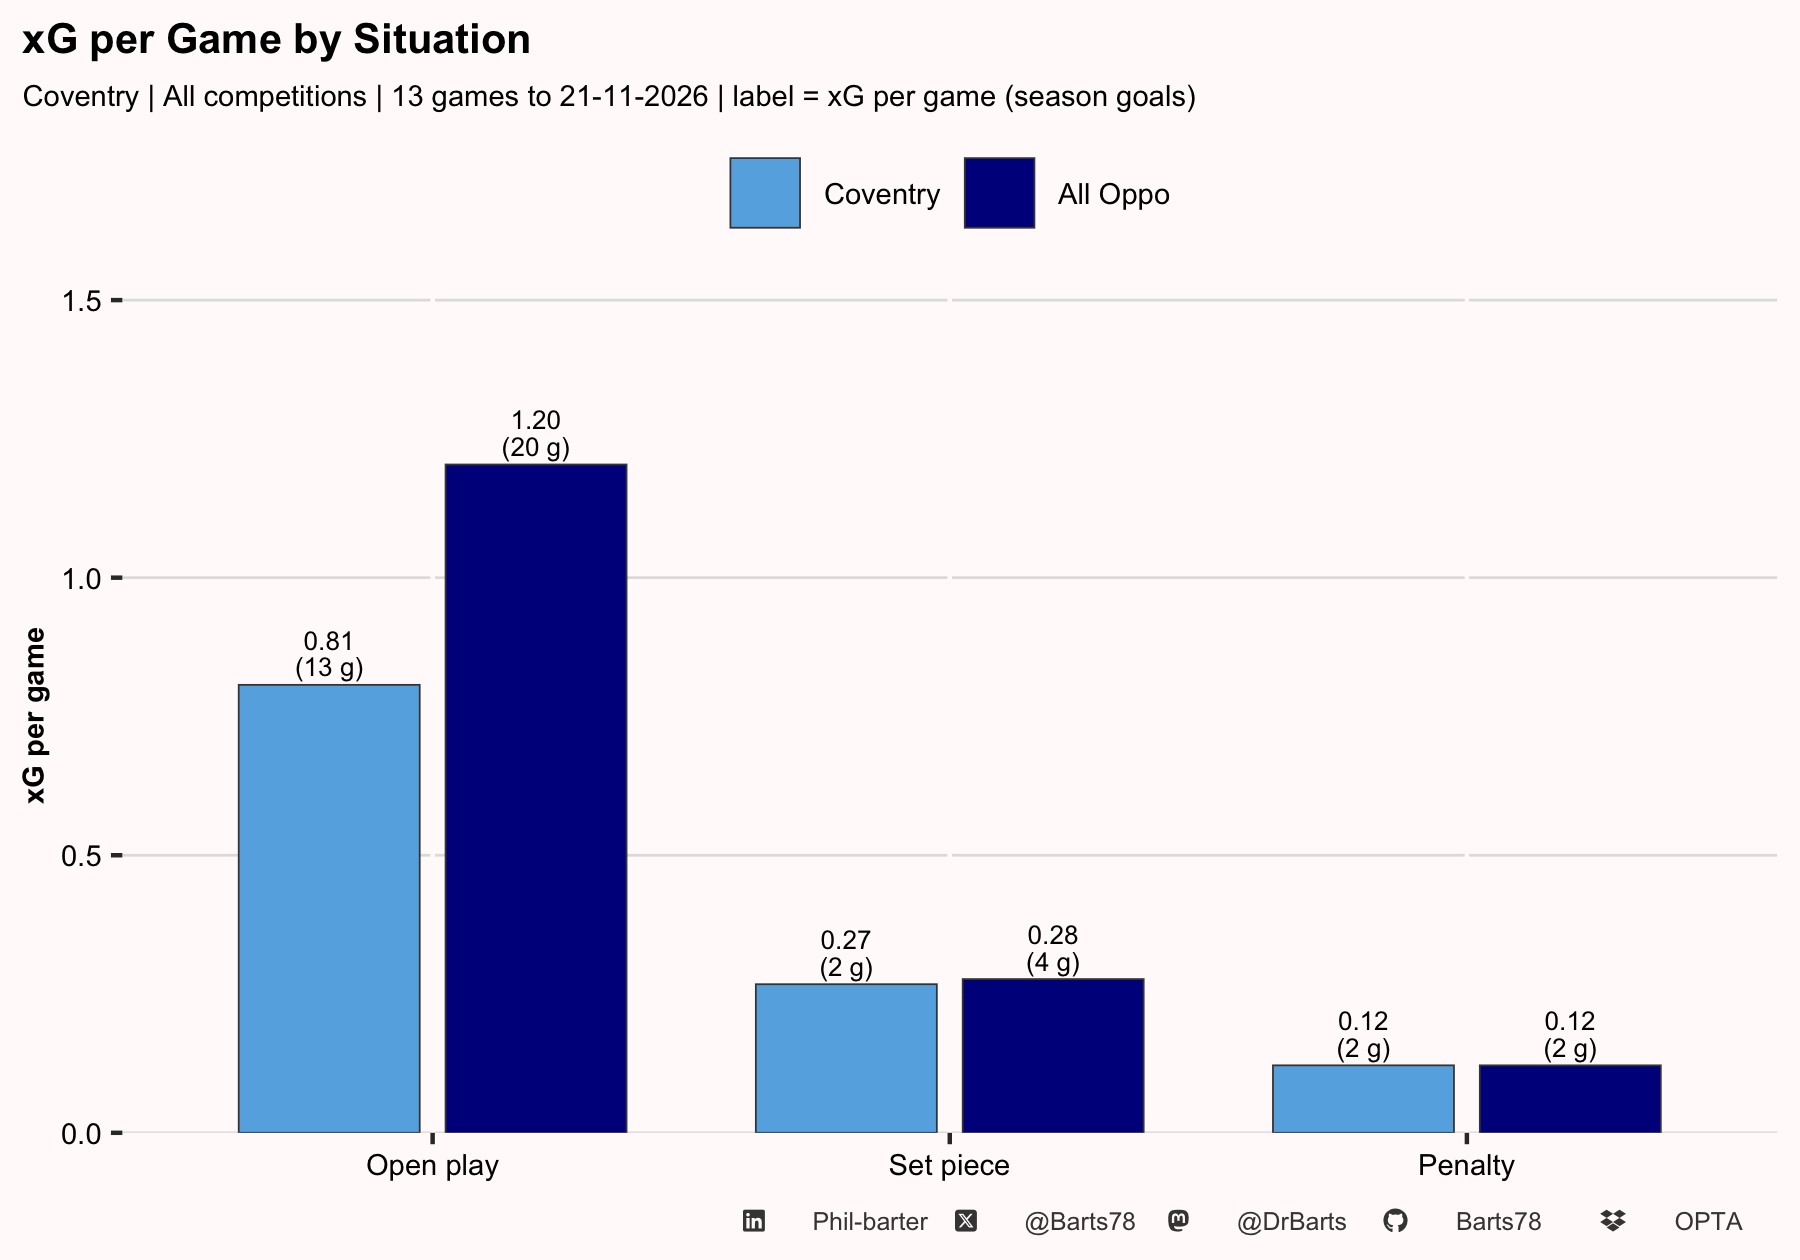 xG per Game by Situation
Coventry | All competitions | 13 games to 21-11-2026 | label = xG per game (season goals)
Coventry All Oppo
1.5
1.0
0.5
0.0
xG per game
0.81
(13 g)
1.20
(20 g)
0.27
(2 g)
0.28
(4 g)
0.12
(2 g)
0.12
(2 g)
Open play Set piece Penalty
Phil-barter @Barts78 @DrBarts Barts78 OPTA